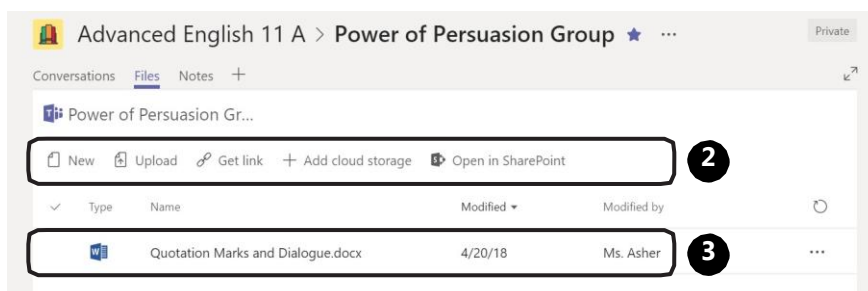 Advanced English 11 A > Power of Persuasion Group ★ ··· Private
Conversations Files Notes +
Power of Persuasion Gr...
New Upload Get link + Add cloud storage Open in SharePoint 2
Type Name Modified Modified by
Quotation Marks and Dialogue.docx 4/20/18 Ms. Asher ··· 3